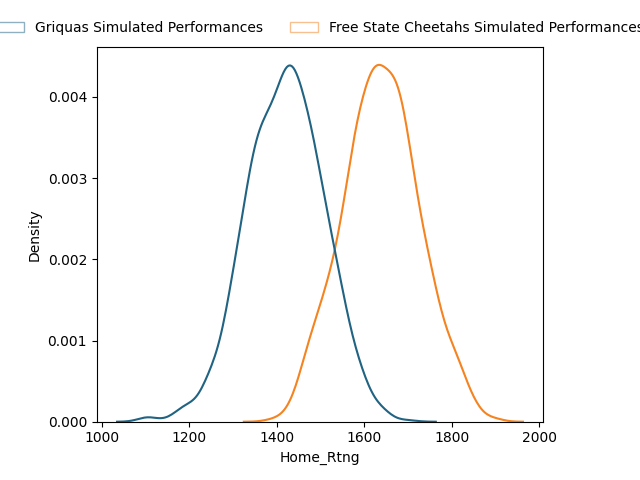 Griquas Simulated Performances
Free State Cheetahs Simulated Performances
0.004
0.003
0.002
0.001
0.000
Density
1000
1200
1400
1600
1800
2000
Home_Rtng